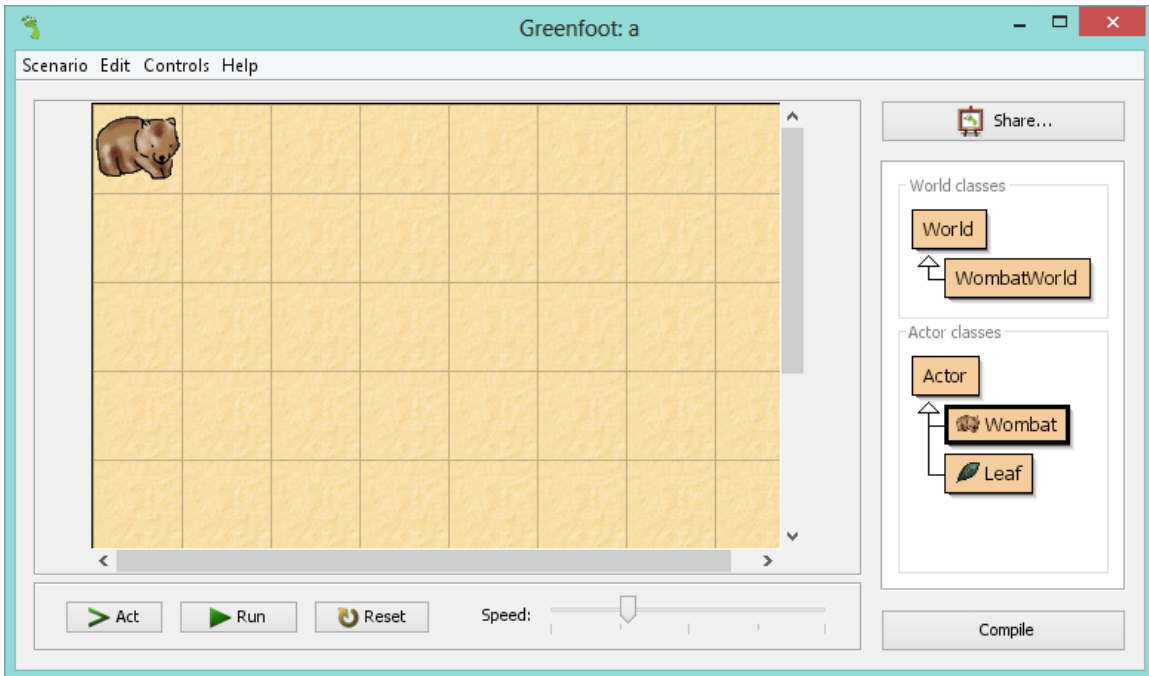 Greenfoot: a
Scenario Edit Controls Help
Share...
World classes
World
WombatWorld
Actor classes
Actor
Wombat
Leaf
Act Run Reset Speed:
Compile